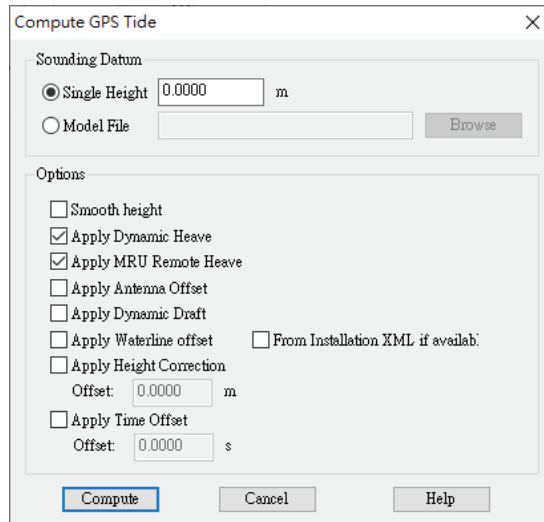 Compute GPS Tide
Sounding Datum
Single Height 0.0000 m
Model File Browse
Options
Smooth height
Apply Dynamic Heave
Apply MRU Remote Heave
Apply Antenna Offset
Apply Dynamic Draft
Apply Waterline offset From Installation XML if availab
Apply Height Correction
Offset: 0.0000 m
Apply Time Offset
Offset: 0.0000 s
Compute Cancel Help